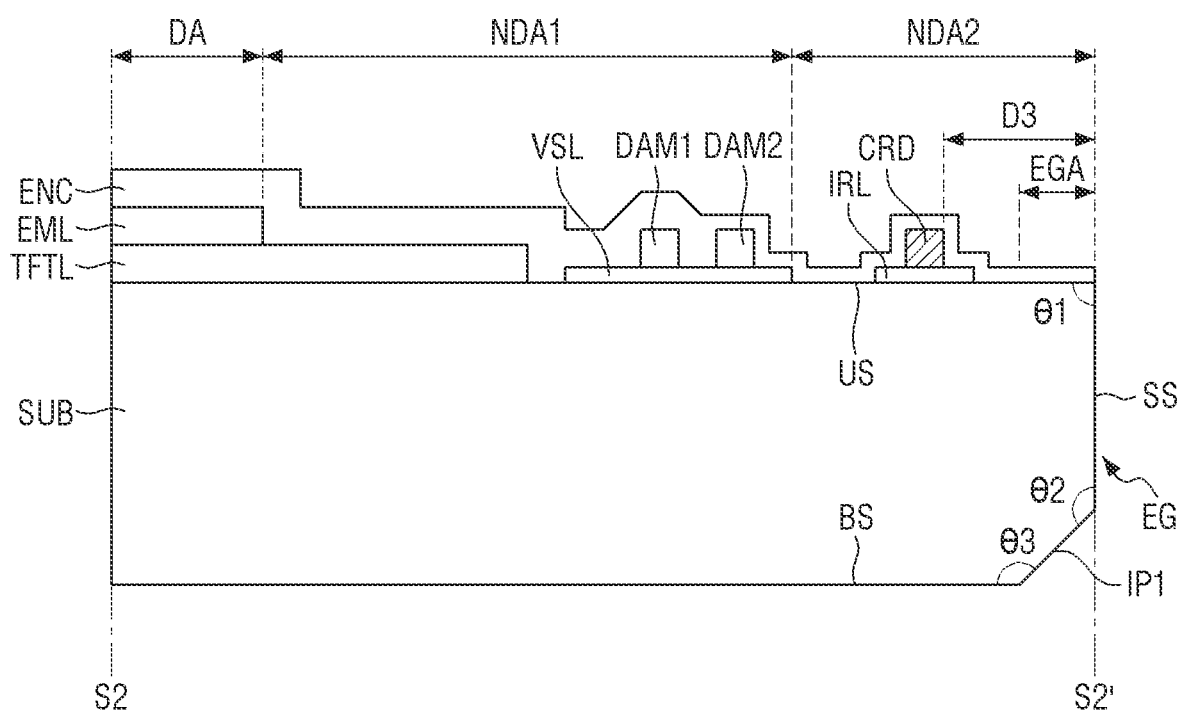 DA NDA1 NDA2
D3
VSL DAM1 DAM2 CRD EGA
IRL
ENC
EML
TFTL
θ1
US
SUB SS
θ2
BS EG
θ3
IP1
S2 S2'